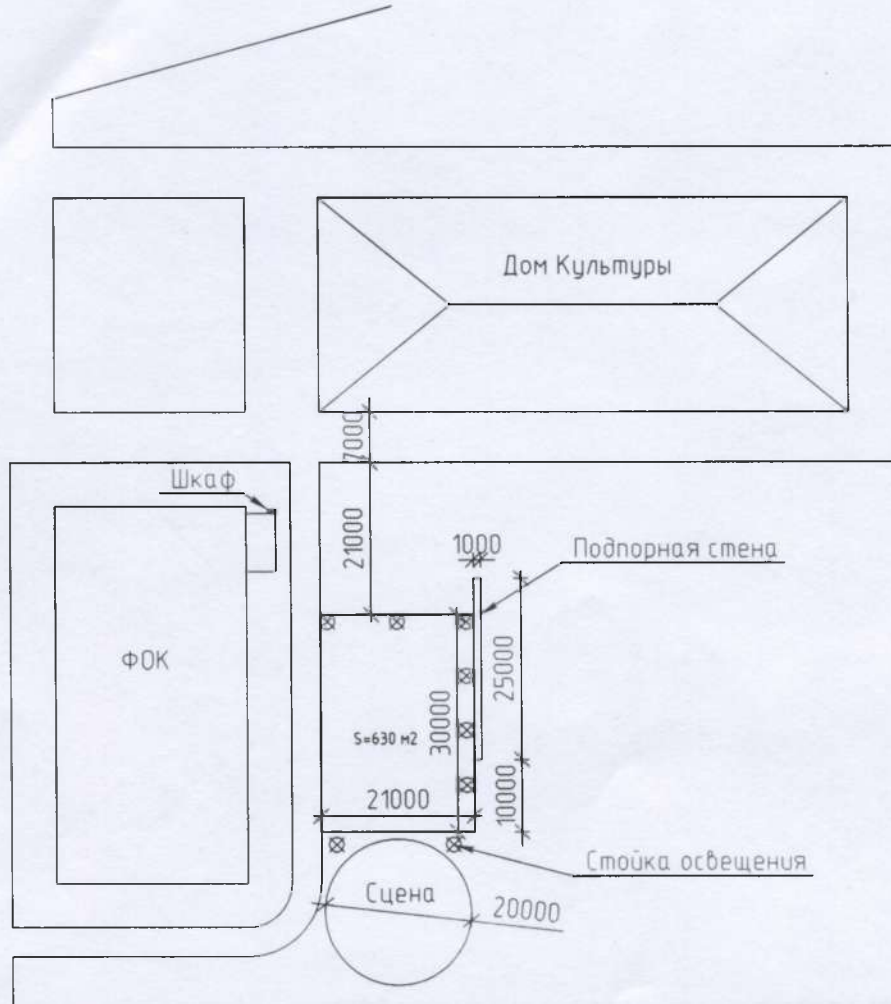 Дом Культуры
7000
Шкаф
21000
1000
Подпорная стена
ФОК
25000
30000
S=630 м2
21000
10000
Стойка освещения
Сцена
20000